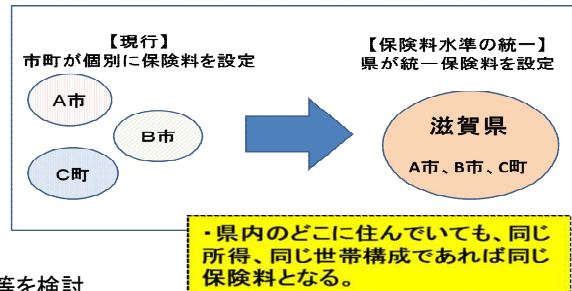 【現行】
市町が個別に保険料を設定
A市
B市
C町
【保険料水準の統一】
県が統一保険料を設定
滋賀県
A市、B市、C町
・県内のどこに住んでいても、同じ
所得、同じ世帯構成であれば同じ
保険料となる。
等を検討